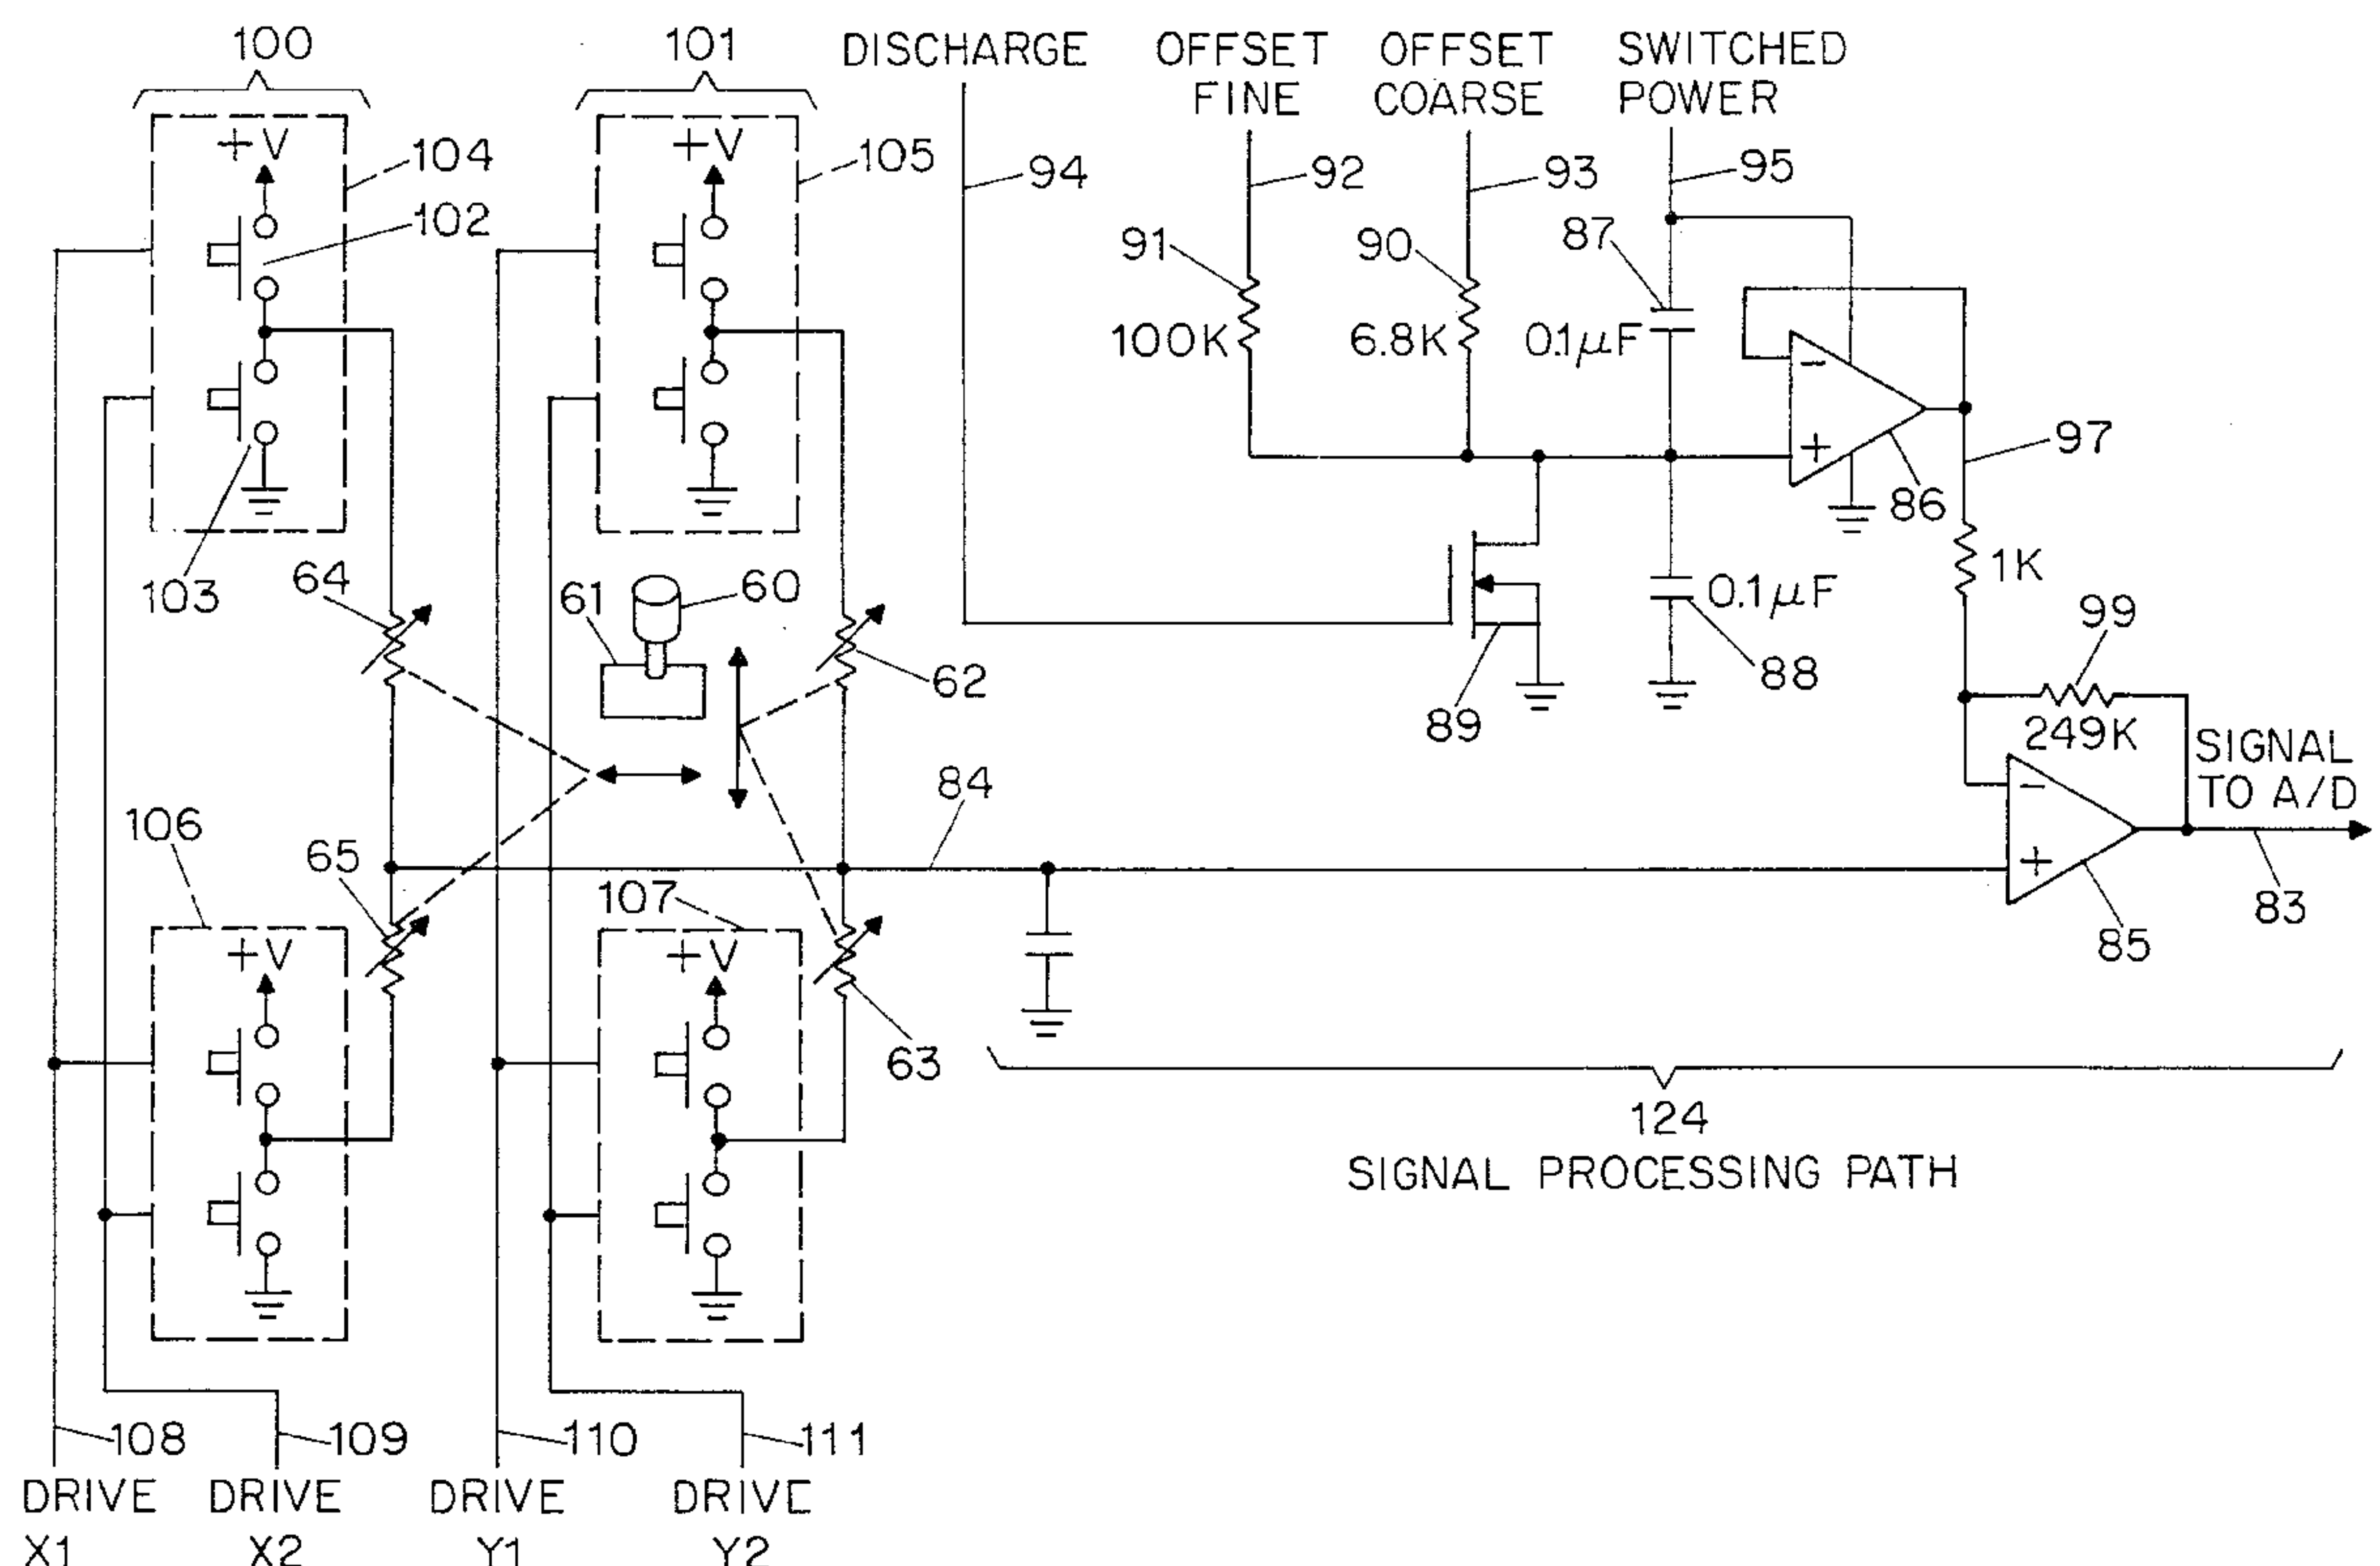 100
101
DISCHARGE
OFFSET
FINE
OFFSET
COARSE
SWITCHED
POWER
+V
104
102
103
+V
105
94
92
93
95
91
100K
90
6.8K
87
0.1μF
−
+
86
97
1K
64
61
60
62
89
0.1μF
88
99
249K
SIGNAL
TO A/D
−
+
85
83
84
106
65
107
63
+V
+V
124
SIGNAL PROCESSING PATH
108
109
110
111
DRIVE
X1
DRIVE
X2
DRIVE
Y1
DRIVE
Y2